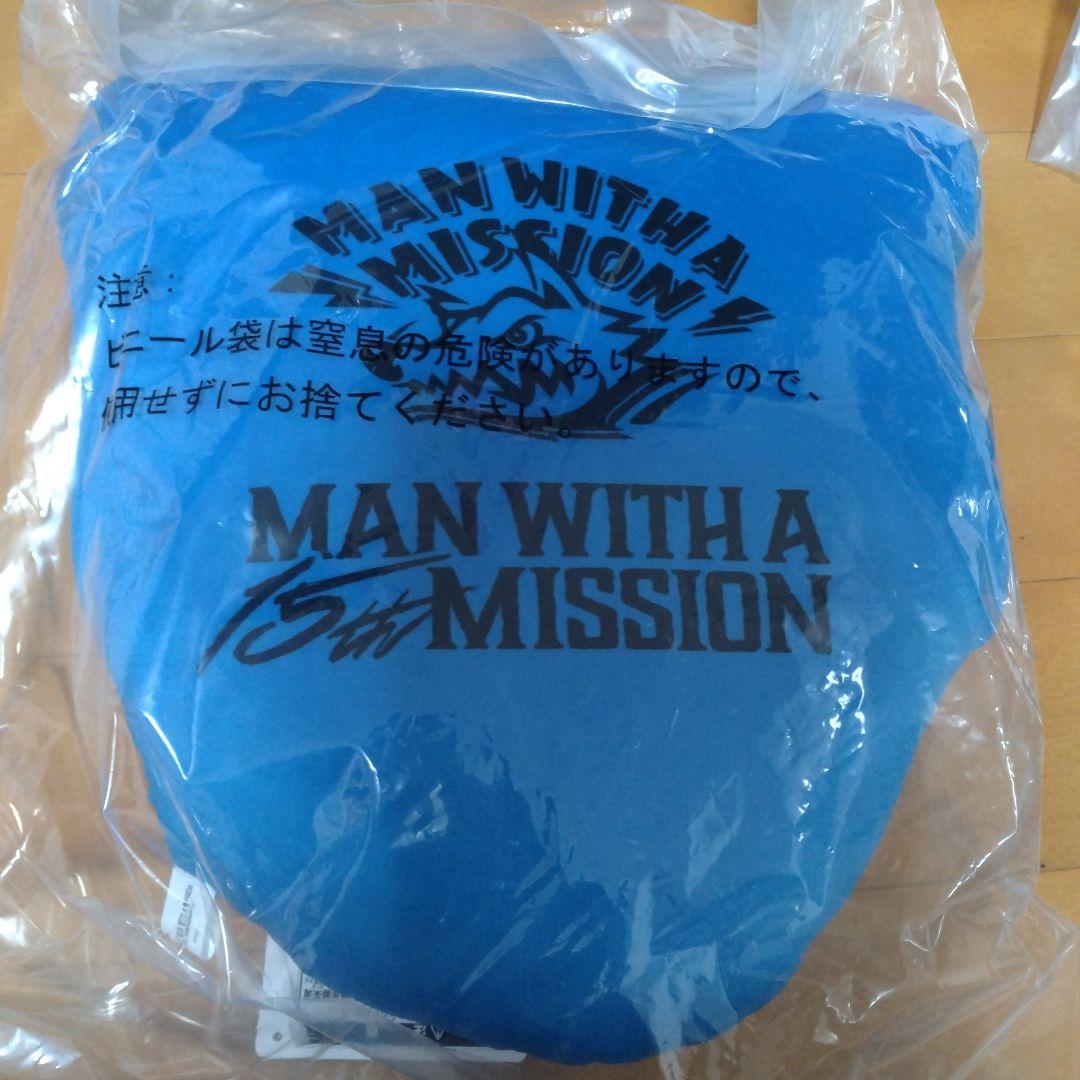 MAN WITH A
MISSION
注意：
ビニール袋は窒息の危険がありますので、
使用せずにお捨てください。
MAN WITH A
15th MISSION